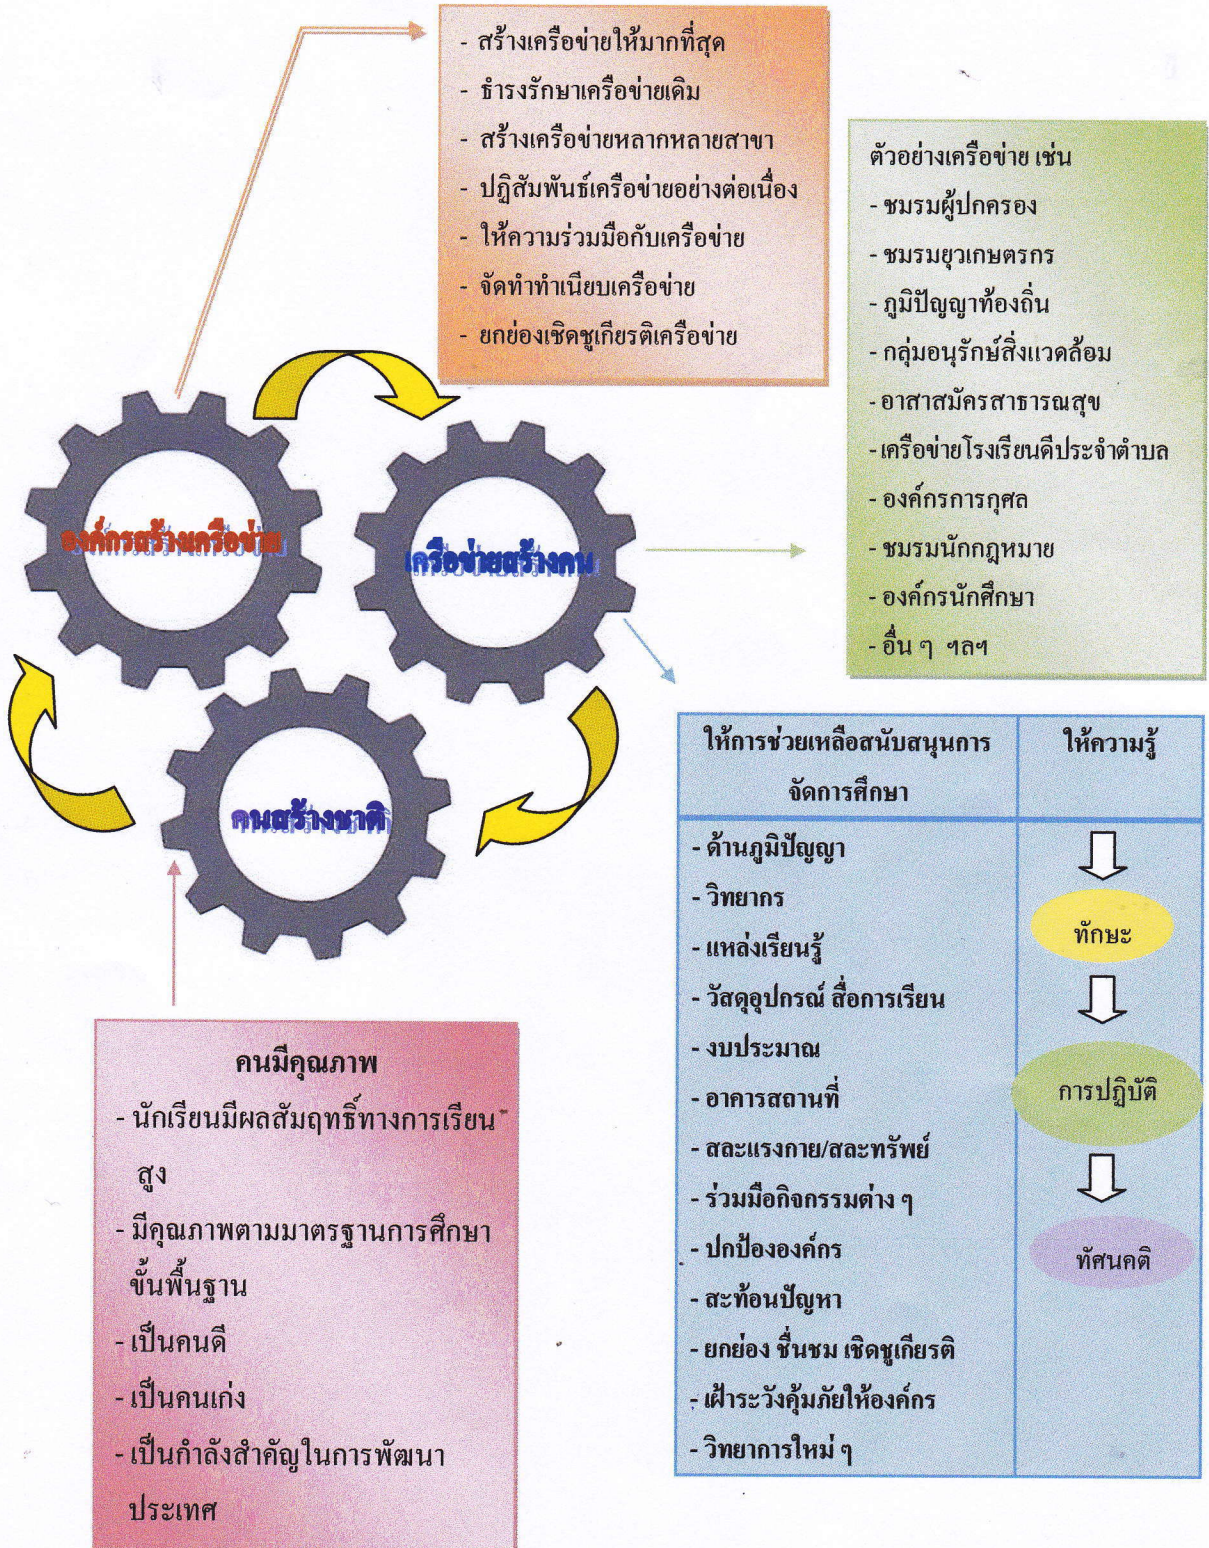 - สร้างเครือข่ายให้มากที่สุด
- ธำรงรักษาเครือข่ายเดิม
- สร้างเครือข่ายหลากหลายสาขา
- ปฏิสัมพันธ์เครือข่ายอย่างต่อเนื่อง
- ให้ความร่วมมือกับเครือข่าย
- จัดทำทำเนียบเครือข่าย
- ยกย่องเชิดชูเกียรติเครือข่าย
ตัวอย่างเครือข่าย เช่น
- ชมรมผู้ปกครอง
- ชมรมยุวเกษตรกร
- ภูมิปัญญาท้องถิ่น
- กลุ่มอนุรักษ์สิ่งแวดล้อม
- อาสาสมัครสาธารณสุข
- เครือข่ายโรงเรียนดีประจำตำบล
- องค์กรการกุศล
- ชมรมนักกฎหมาย
- องค์กรนักศึกษา
- อื่น ๆ ฯลฯ
องค์กรสร้างเครือข่าย
เครือข่ายสร้างคน
คนสร้างชาติ
ให้การช่วยเหลือสนับสนุนการ
จัดการศึกษา
- ด้านภูมิปัญญา
- วิทยากร
- แหล่งเรียนรู้
- วัสดุอุปกรณ์ สื่อการเรียน
- งบประมาณ
- อาคารสถานที่
- สละแรงกาย/สละทรัพย์
- ร่วมมือกิจกรรมต่าง ๆ
- ปกป้ององค์กร
- สะท้อนปัญหา
- ยกย่อง ชื่นชม เชิดชูเกียรติ
- เฝ้าระวังคุ้มภัยให้องค์กร
- วิทยาการใหม่ ๆ
ให้ความรู้
ทักษะ
การปฏิบัติ
ทัศนคติ
คนมีคุณภาพ
- นักเรียนมีผลสัมฤทธิ์ทางการเรียน
สูง
- มีคุณภาพตามมาตรฐานการศึกษา
ขั้นพื้นฐาน
- เป็นคนดี
- เป็นคนเก่ง
- เป็นกำลังสำคัญในการพัฒนา
ประเทศ